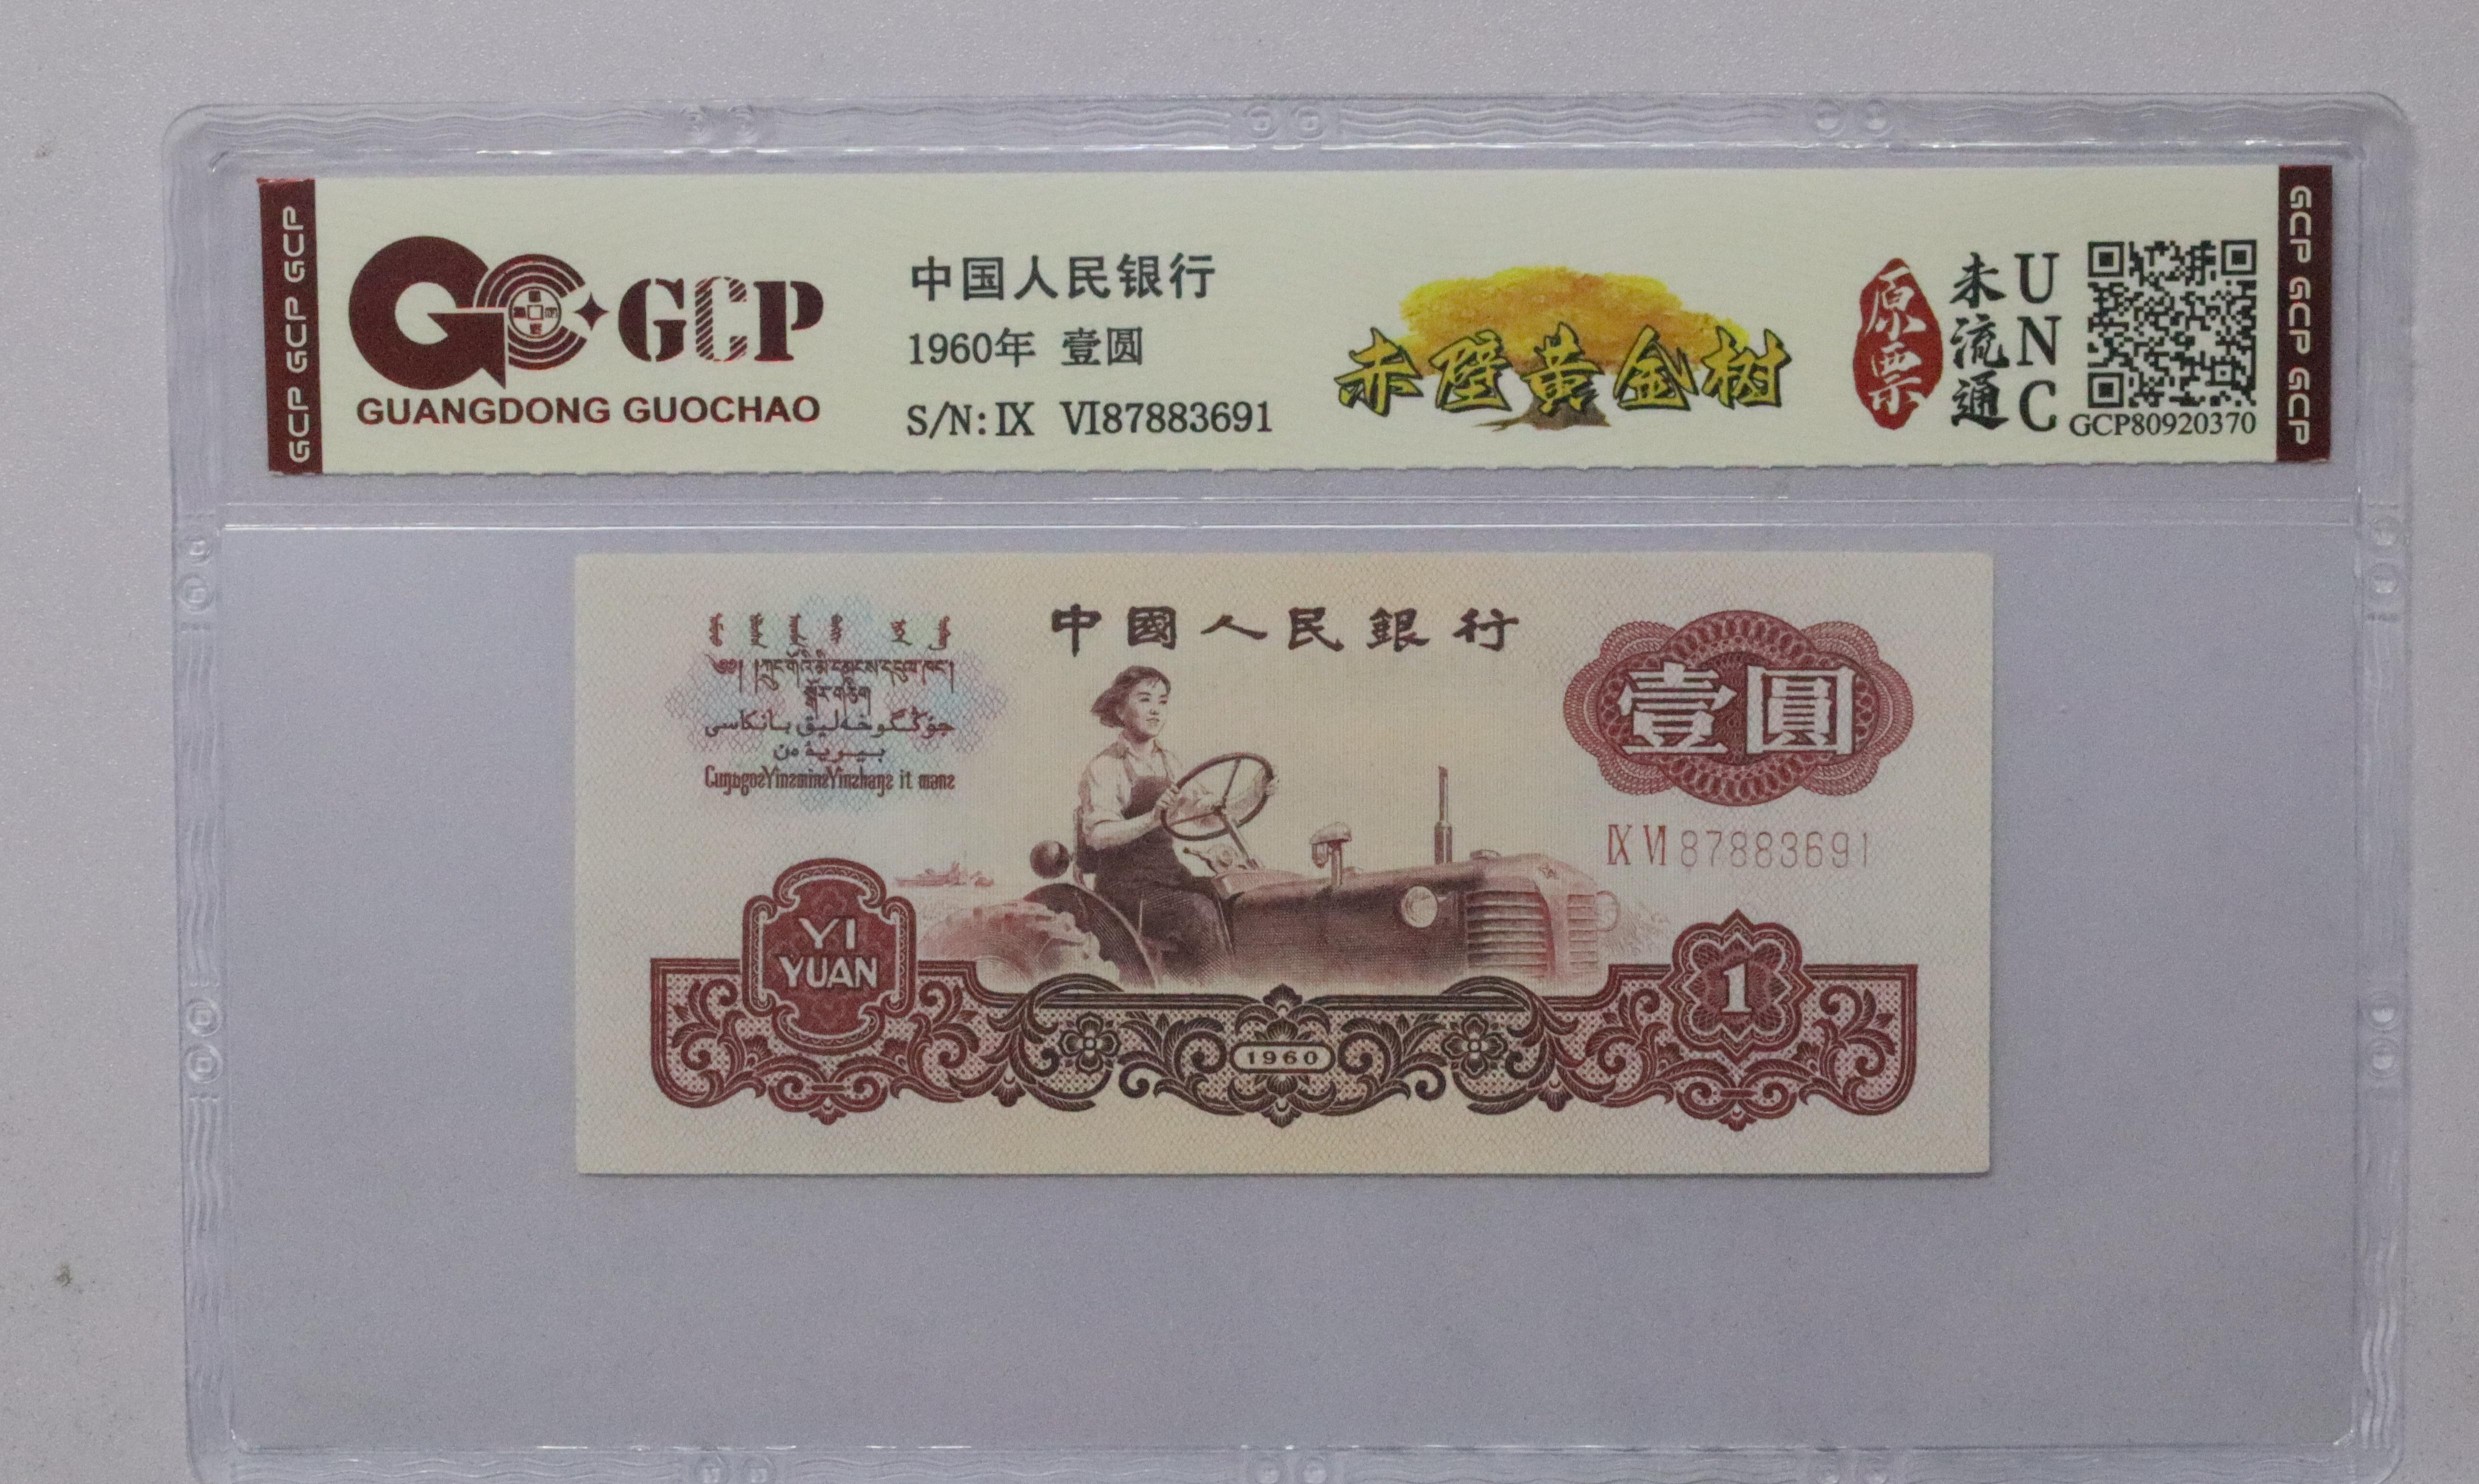 GCP GCP GCP
GCP
GUANGDONG GUOCHAO
中国人民银行
1960年 壹圆
S/N:IX VI87883691
赤壁黄金树
原票
未流通
UNC
GCP80920370
GCP GCP GCP
中國人民銀行
壹圓
IX VI 87883691
YI
YUAN
1960
1